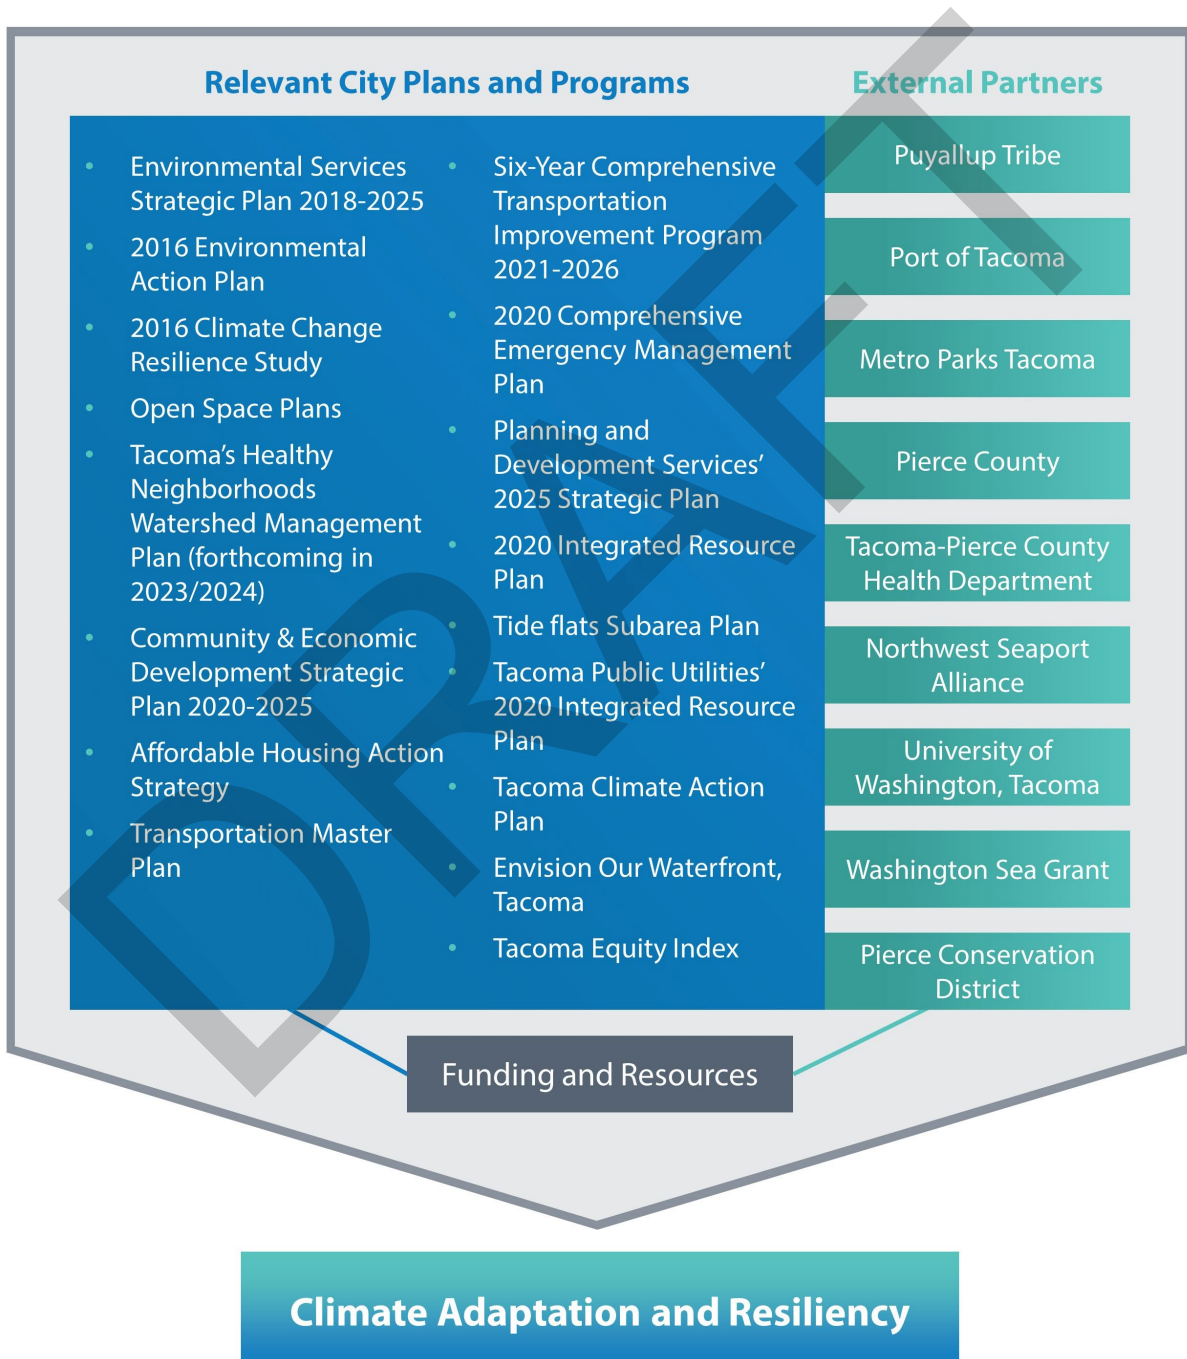 Relevant City Plans and Programs
• Environmental Services
Strategic Plan 2018-2025
• 2016 Environmental
Action Plan
• 2016 Climate Change
Resilience Study
• Open Space Plans
• Tacoma’s Healthy
Neighborhoods
Watershed Management
Plan (forthcoming in
2023/2024)
• Community & Economic
Development Strategic
Plan 2020-2025
• Affordable Housing Action
Strategy
• Transportation Master
Plan
• Six-Year Comprehensive
Transportation
Improvement Program
2021-2026
• 2020 Comprehensive
Emergency Management
Plan
• Planning and
Development Services’
2025 Strategic Plan
• 2020 Integrated Resource
Plan
• Tide flats Subarea Plan
• Tacoma Public Utilities’
2020 Integrated Resource
Plan
• Tacoma Climate Action
Plan
• Envision Our Waterfront,
Tacoma
• Tacoma Equity Index
External Partners
Puyallup Tribe
Port of Tacoma
Metro Parks Tacoma
Pierce County
Tacoma-Pierce County
Health Department
Northwest Seaport
Alliance
University of
Washington, Tacoma
Washington Sea Grant
Pierce Conservation
District
Funding and Resources
Climate Adaptation and Resiliency
DRAFT